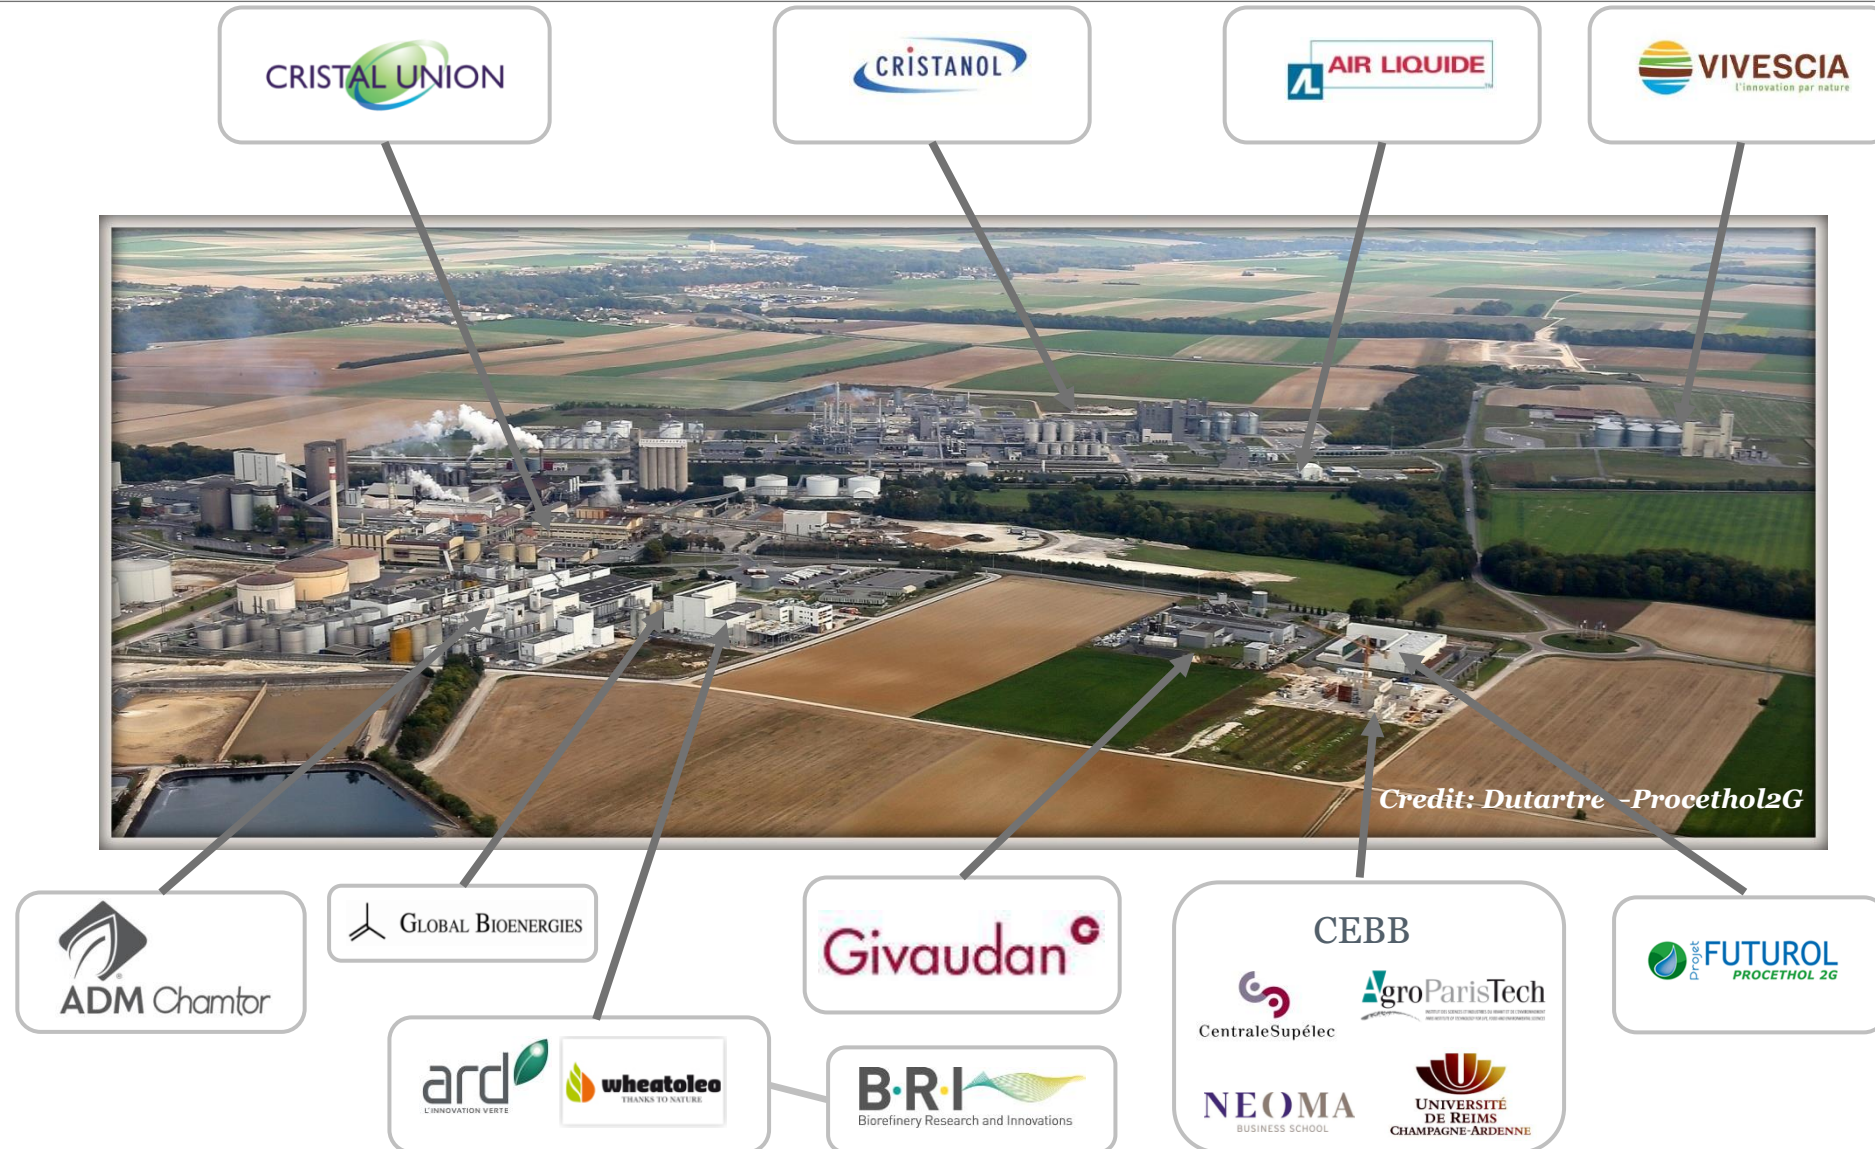 CRISTAL UNION
CRISTANOL
AIR LIQUIDE
TM
VIVESCIA
l'innovation par nature
Credit: Dutartre –Procethol2G
ADM Chamtor
GLOBAL BIOENERGIES
Givaudan
CEBB
CentraleSupélec
AgroParisTech
NEOMA
BUSINESS SCHOOL
UNIVERSITÉ
DE REIMS
CHAMPAGNE-ARDENNE
Projet
FUTUROL
PROCETHOL 2G
ard
L'INNOVATION VERTE
wheatoleo
THANKS TO NATURE
B·R·I
Biorefinery Research and Innovations